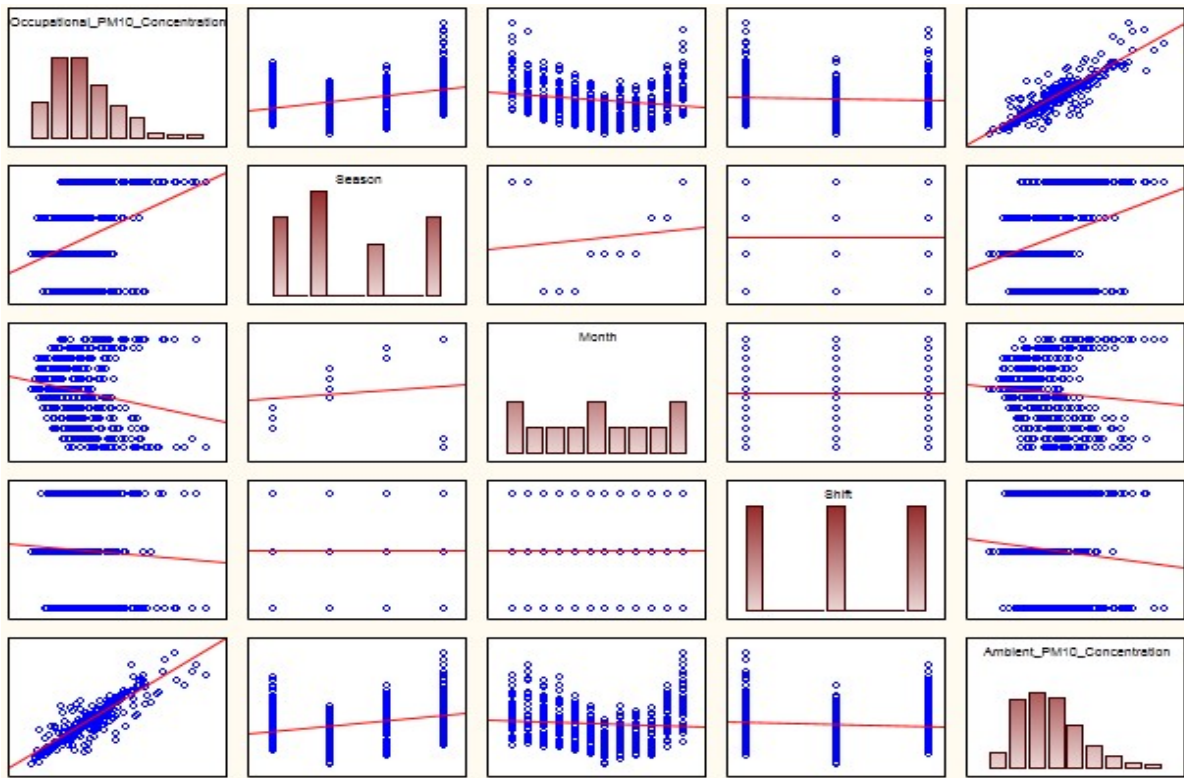 Occupational_PM10_Concentration
Season
Month
Shift
Ambient_PM10_Concentration